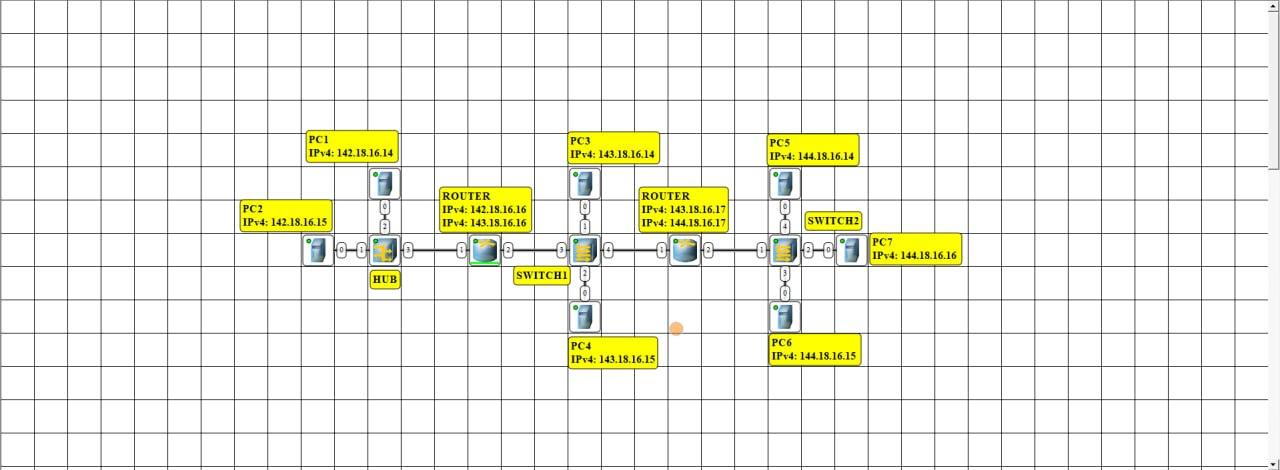 PC1
IPv4: 142.18.16.14
PC3
IPv4: 143.18.16.14
PC5
IPv4: 144.18.16.14
PC2
IPv4: 142.18.16.15
ROUTER
IPv4: 142.18.16.16
IPv4: 143.18.16.16
ROUTER
IPv4: 143.18.16.17
IPv4: 144.18.16.17
0
0
0
2
1
4
SWITCH2
0
1
3
1
2
3
4
1
2
1
2
0
PC7
IPv4: 144.18.16.16
HUB
SWITCH1
2
0
3
0
PC4
IPv4: 143.18.16.15
PC6
IPv4: 144.18.16.15